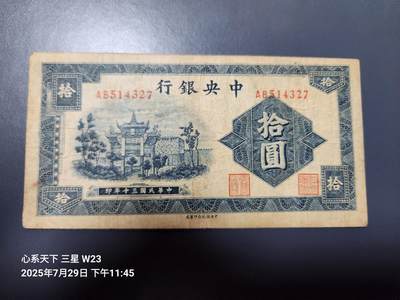 行銀央中
AB514327
AB514327
拾
拾
拾圓
拾
拾
印年十三國民華中
心系天下 三星 W23
2025年7月29日 下午11:45